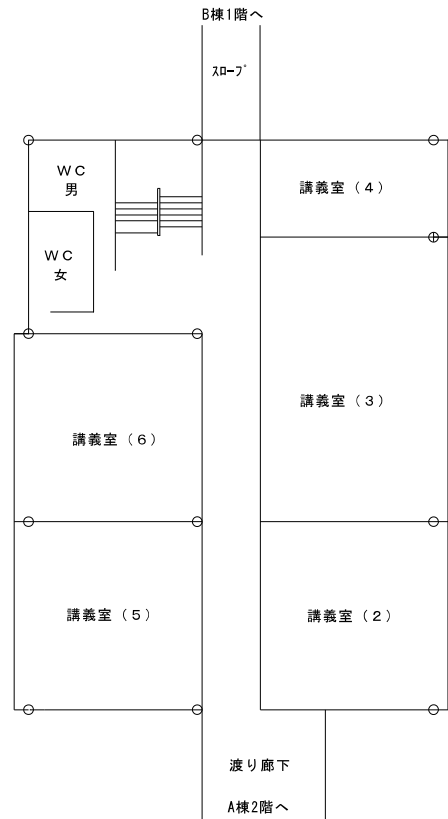 B棟1階へ
ｽﾛｰﾌﾟ
ＷＣ
男
講義室（４）
ＷＣ
女
講義室（３）
講義室（６）
講義室（５）
講義室（２）
渡り廊下
A棟2階へ